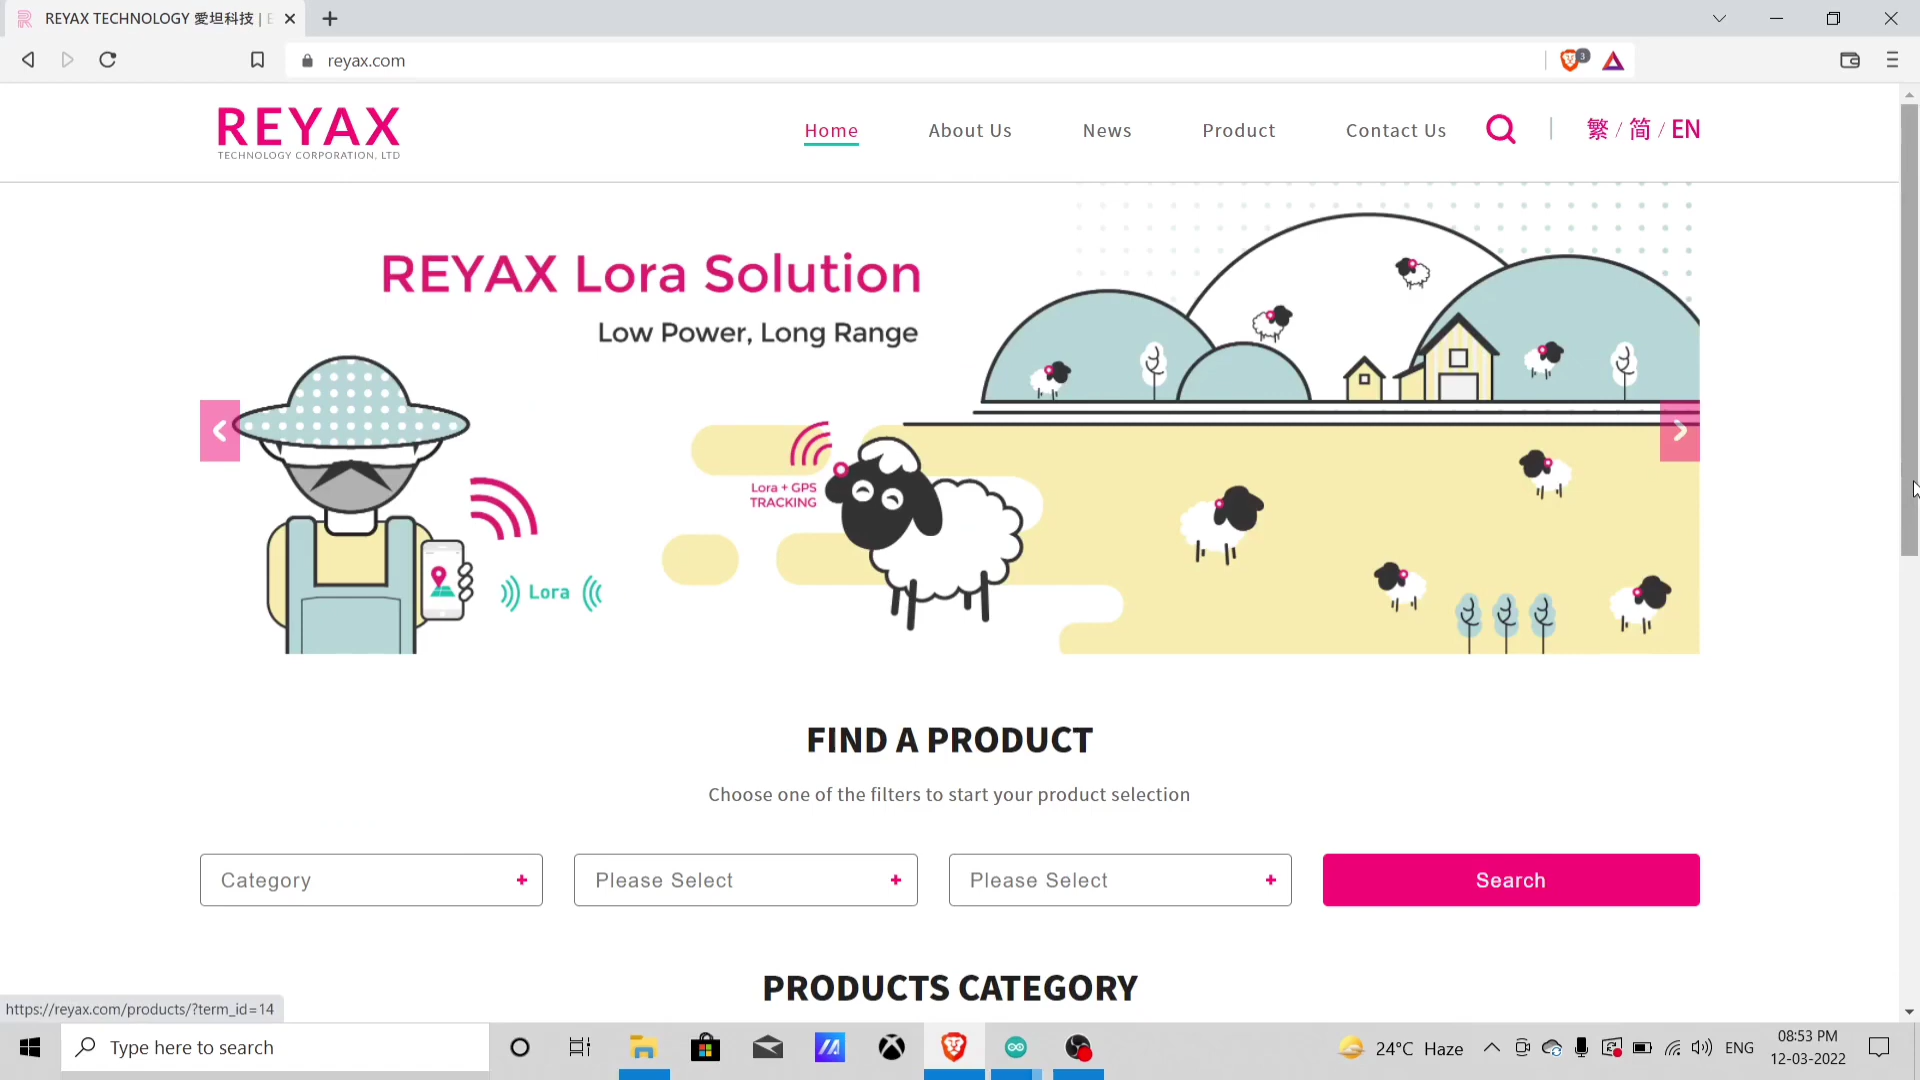 REYAX TECHNOLOGY 愛坦科技 | E
reyax.com
3
REYAX
TECHNOLOGY CORPORATION, LTD
Home
About Us
News
Product
Contact Us
繁 / 简 / EN
REYAX Lora Solution
Low Power, Long Range
Lora + GPS
TRACKING
Lora
FIND A PRODUCT
Choose one of the filters to start your product selection
Category
Please Select
Please Select
Search
PRODUCTS CATEGORY
https://reyax.com/products/?term_id=14
Type here to search
24°C Haze
ENG
08:53 PM
12-03-2022